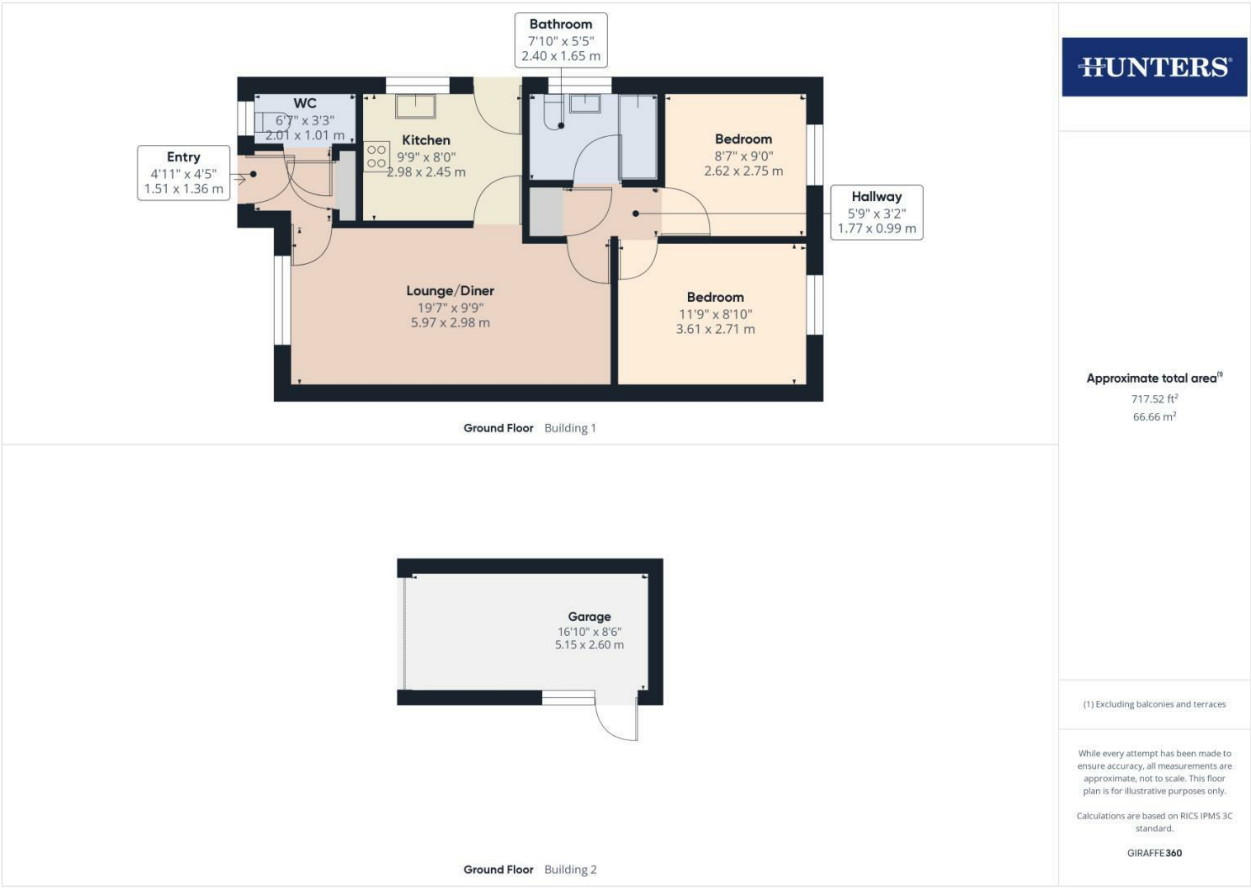 Bathroom
7'10" x 5'5"
2.40 x 1.65 m
WC
6'7" x 3'3"
2.01 x 1.01 m
Kitchen
9'9" x 8'0"
2.98 x 2.45 m
Bedroom
8'7" x 9'0"
2.62 x 2.75 m
Entry
4'11" x 4'5"
1.51 x 1.36 m
Hallway
5'9" x 3'2"
1.77 x 0.99 m
Lounge/Diner
19'7" x 9'9"
5.97 x 2.98 m
Bedroom
11'9" x 8'10"
3.61 x 2.71 m
Ground Floor Building 1
Garage
16'10" x 8'6"
5.15 x 2.60 m
Ground Floor Building 2
HUNTERS®
Approximate total area(1)
717.52 ft²
66.66 m²
(1) Excluding balconies and terraces
While every attempt has been made to
ensure accuracy, all measurements are
approximate, not to scale. This floor
plan is for illustrative purposes only.
Calculations are based on RICS IPMS 3C
standard.
GIRAFFE360